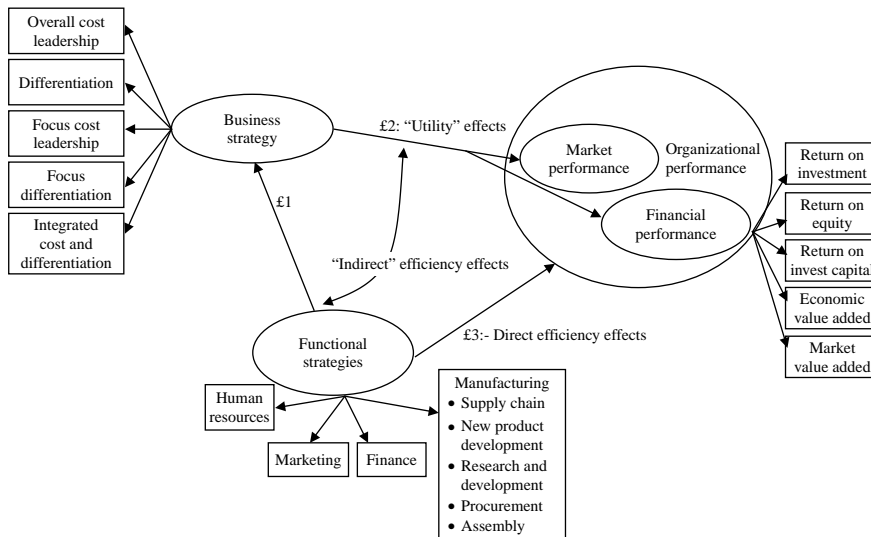 Overall cost
leadership
Differentiation
Focus cost
leadership
Focus
differentiation
Integrated
cost and
differentiation
Business
strategy
£2: “Utility” effects
£1
“Indirect” efficiency effects
Market
performance
Organizational
performance
Financial
performance
Return on
investment
Return on
equity
Return on
invest capital
Economic
value added
Market
value added
£3:- Direct efficiency effects
Functional
strategies
Human
resources
Marketing
Finance
Manufacturing
• Supply chain
• New product
development
• Research and
development
• Procurement
• Assembly